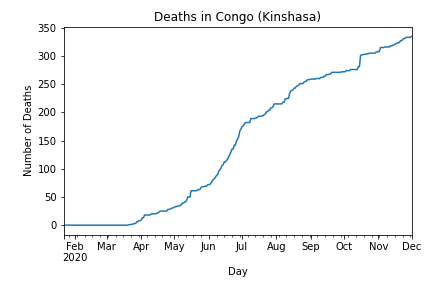 Deaths in Congo (Kinshasa)
350
300
250
200
150
100
50
0
Number of Deaths
Feb Mar Apr May Jun Jul Aug Sep Oct Nov Dec
2020
Day